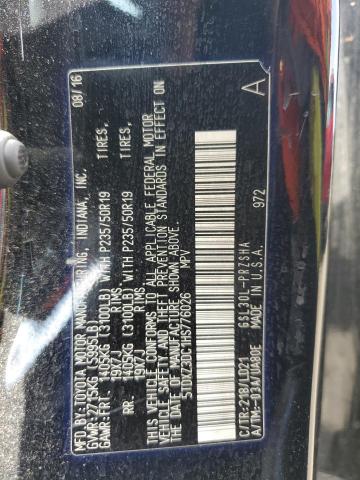 MFD.BY:TOYOTA MOTOR MANUFACTURING, INDIANA, INC. 08/16
GVWR-2715KG (5995LB)
GAWR-FRT. 1405KG (3100LB) WITH P235/50R19 TIRES,
19X7J RIMS
RR. 1405KG (3100LB) WITH P235/50R19 TIRES,
19X7J RIMS
THIS VEHICLE CONFORMS TO ALL APPLICABLE FEDERAL MOTOR
VEHICLE SAFETY AND THEFT PREVENTION STANDARDS IN EFFECT ON
THE DATE OF MANUFACTURE SHOWN ABOVE.
MPV
C/TR:218/LD21 GSL30L-PRZSHA
A/TM:-03A/UA80E MADE IN U.S.A. 972
A